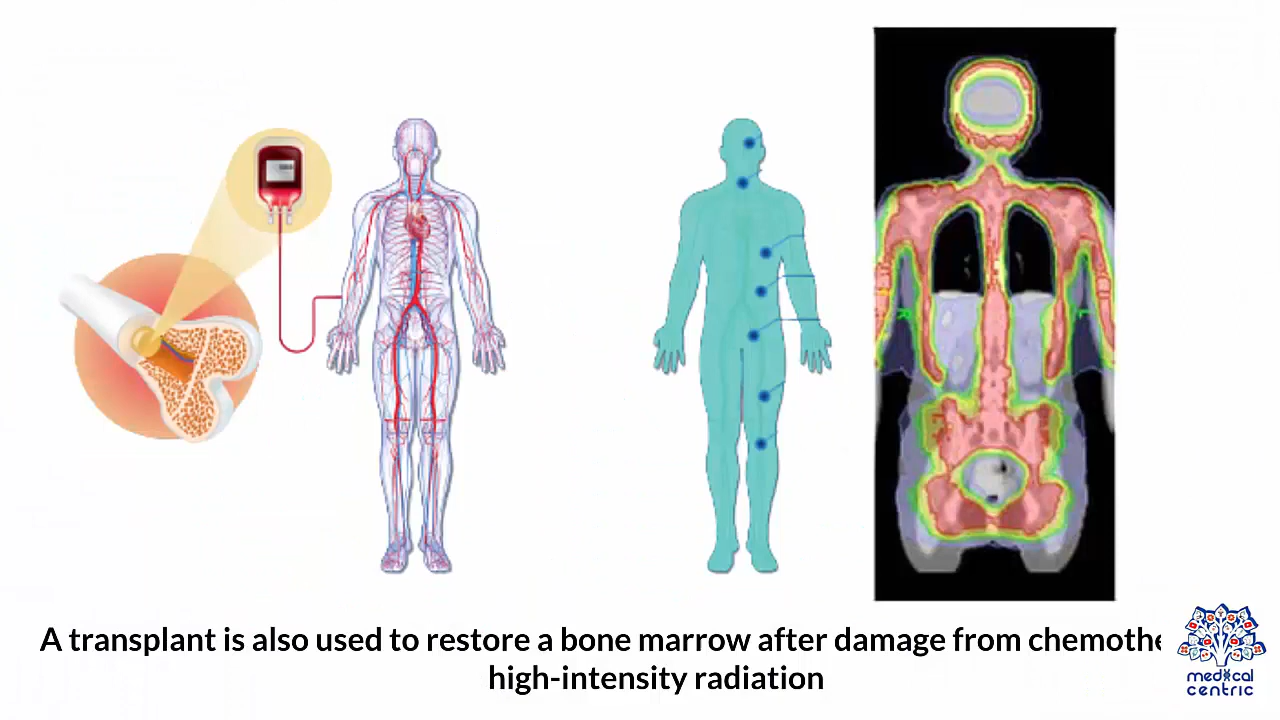 A transplant is also used to restore a bone marrow after damage from chemothe
high-intensity radiation
medical
centric